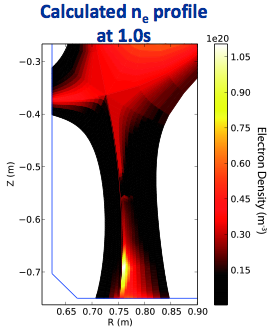 Calculated nₑ profile
at 1.0s
1e20
−0.3
−0.4
−0.5
−0.6
−0.7
Z (m)
0.65 0.70 0.75 0.80 0.85 0.90
R (m)
1.05
0.90
0.75
0.60
0.45
0.30
0.15
Electron Density (m⁻³)